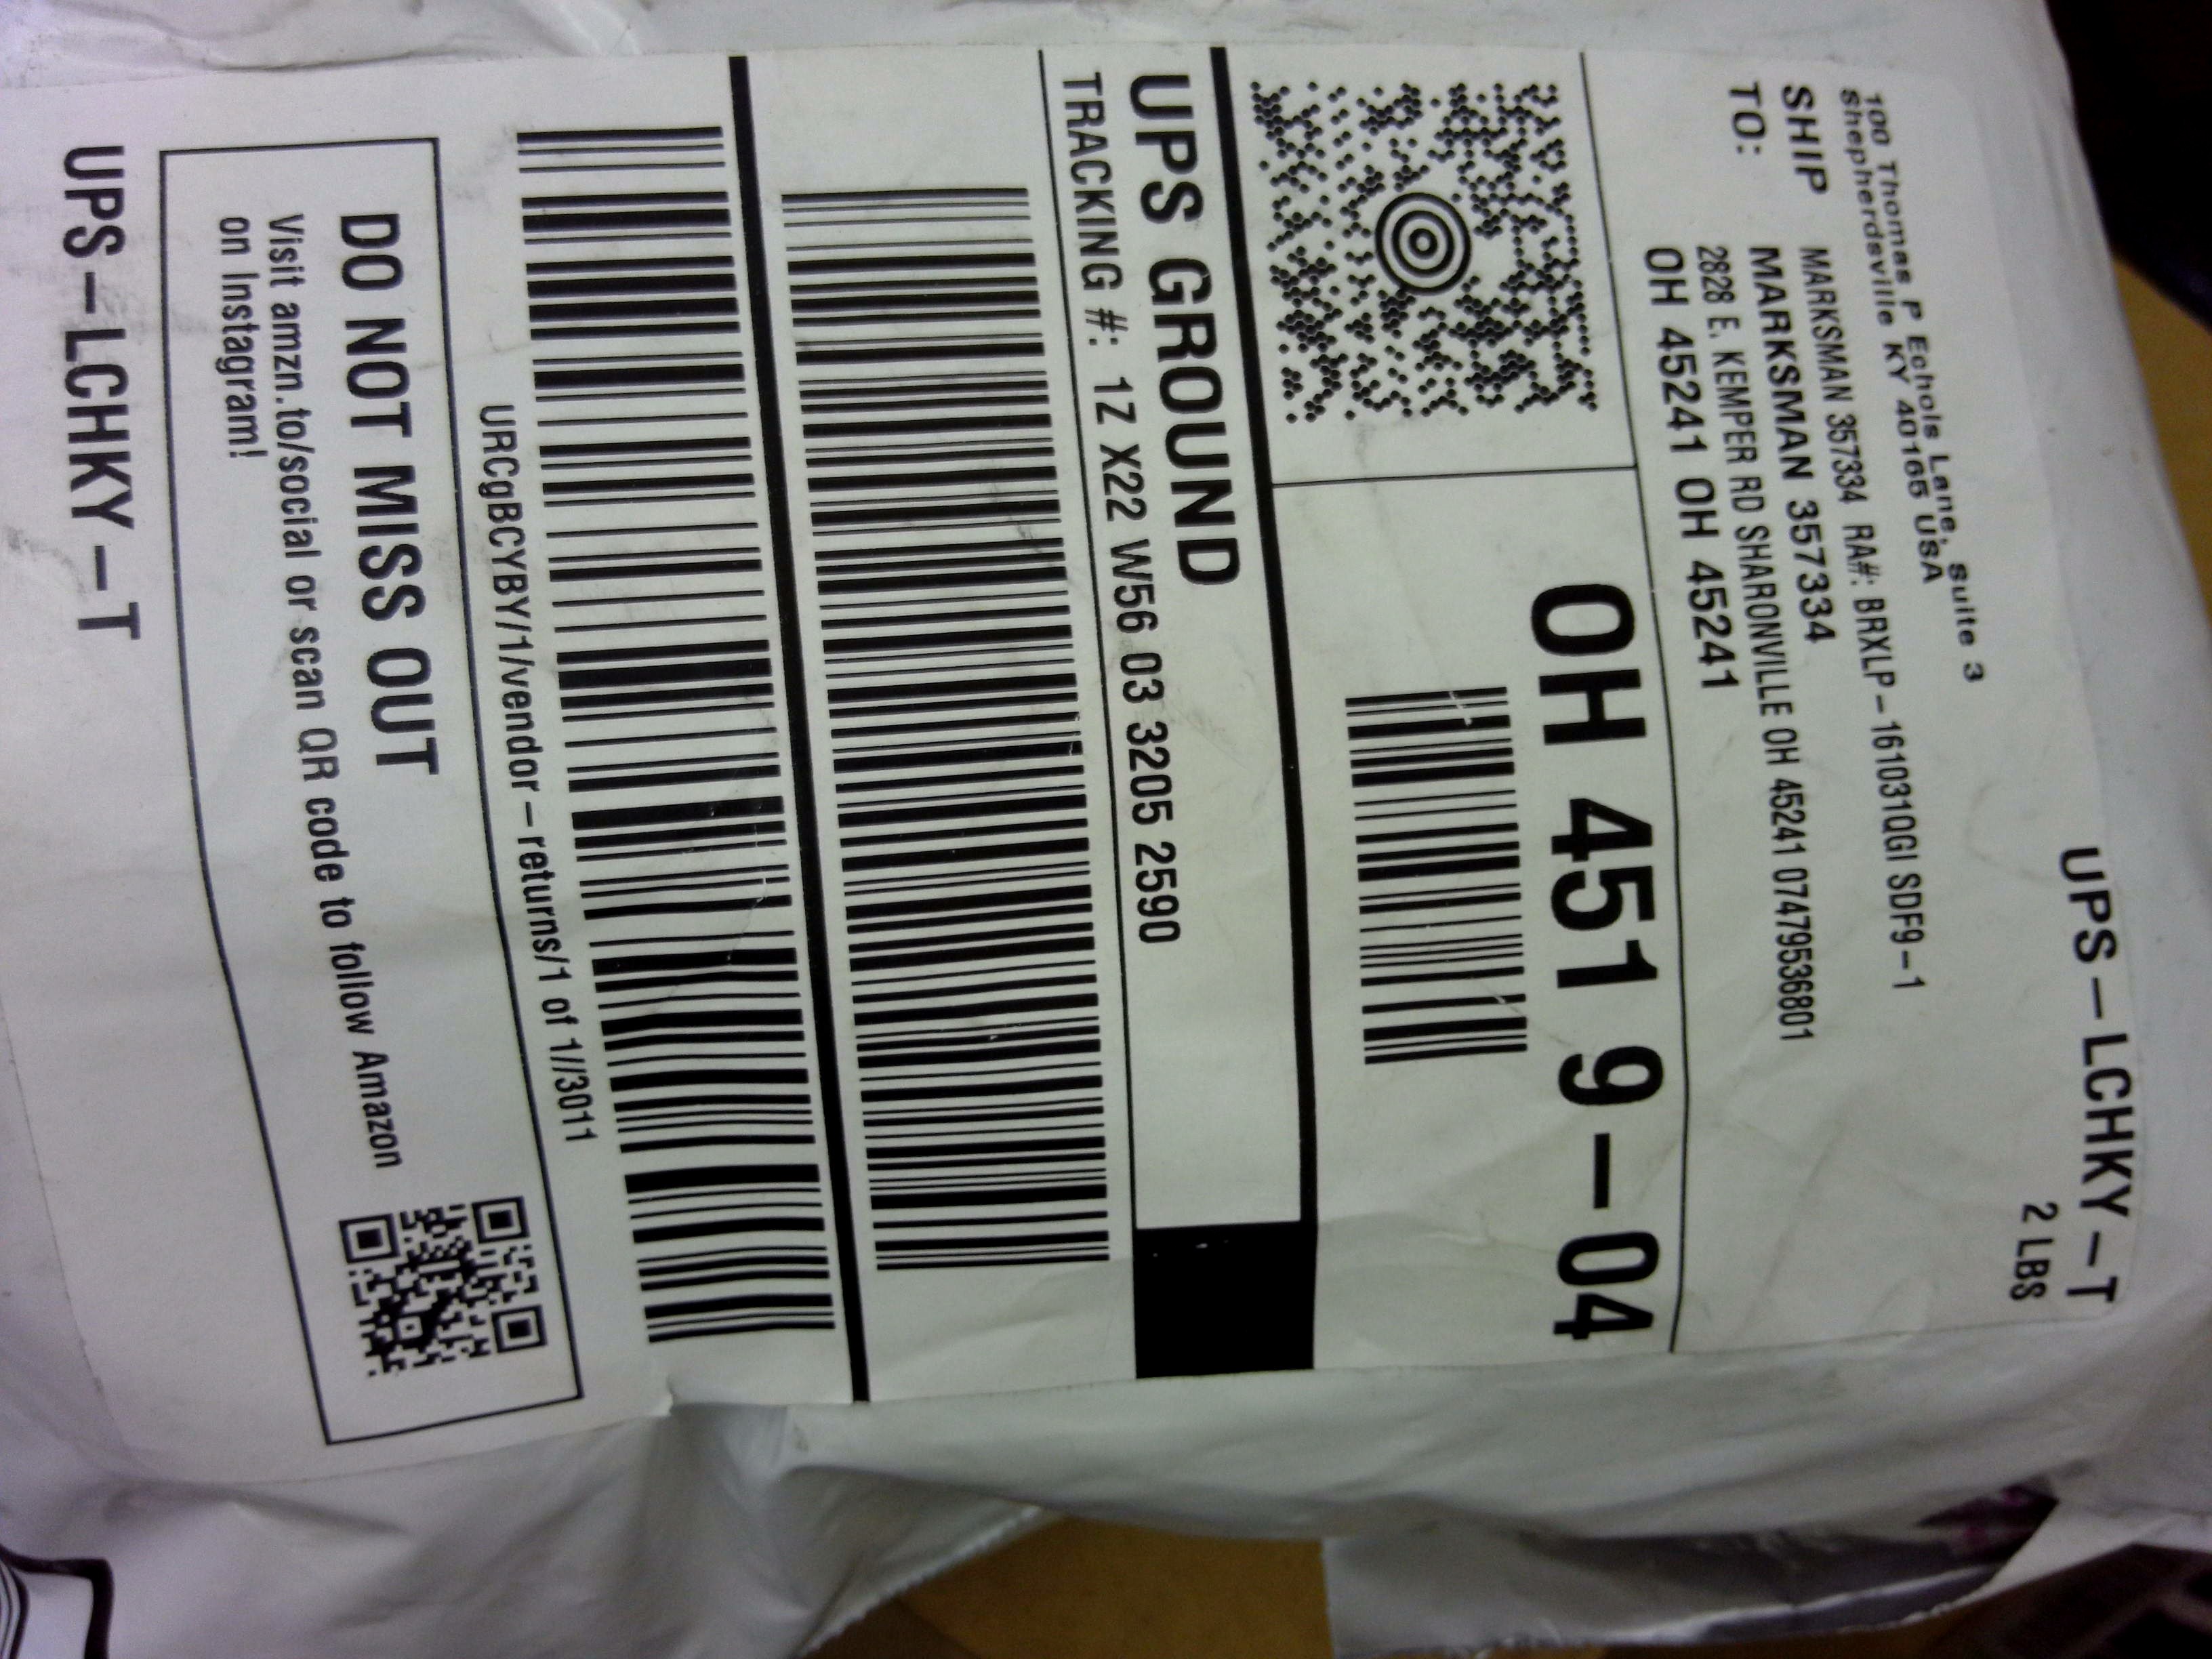 UPS-LCHKY-T
2 LBS
100 Thomas P Echols Lane, Suite 3
Shepherdsville KY 40165 USA
MARKSMAN 357334 RA#: BRXLP-161031QGI SDF9-1
SHIP TO: MARKSMAN 357334
2828 E. KEMPER RD SHARONVILLE OH 45241 07479536801
OH 45241 OH 45241
OH 451 9-04
UPS GROUND
TRACKING #: 1Z X22 W56 03 3205 2590
URCgBCYBY/1/vendor-returns/1 of 1//3011
DO NOT MISS OUT
Visit amzn.to/social or scan QR code to follow Amazon
on Instagram!
UPS-LCHKY-T